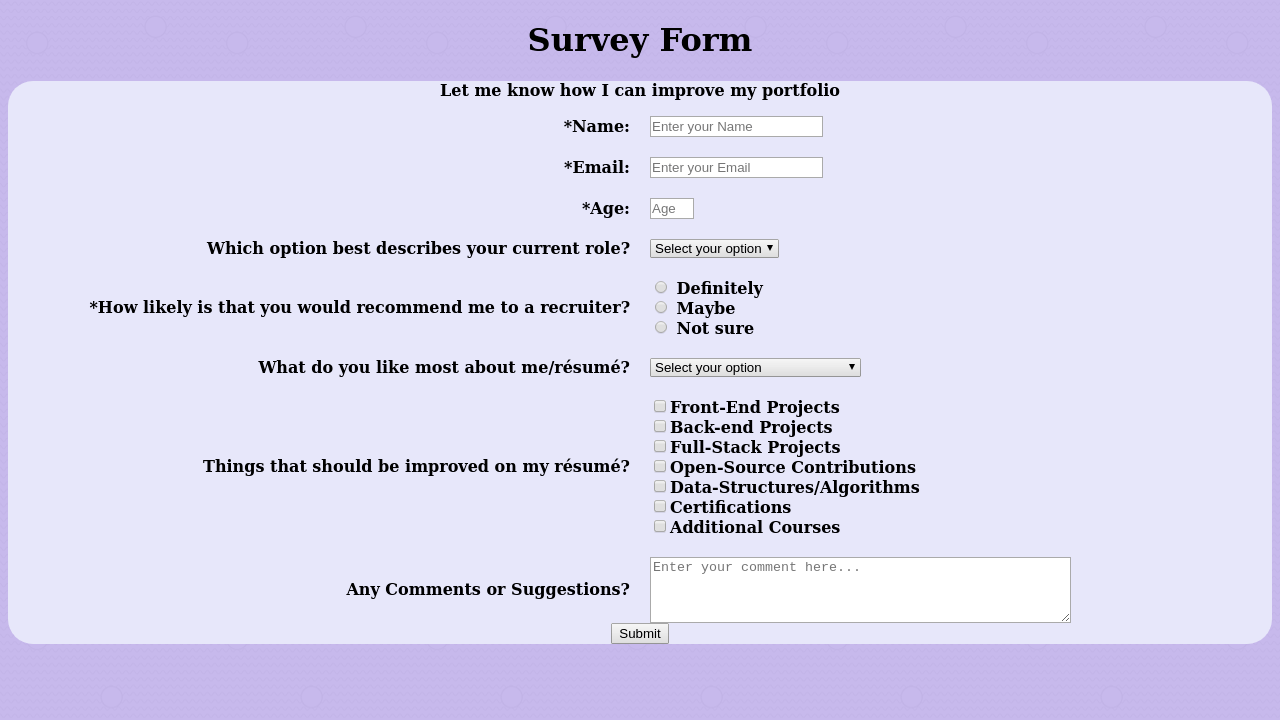 Survey Form
Let me know how I can improve my portfolio
*Name: Enter your Name
*Email: Enter your Email
*Age: Age
Which option best describes your current role? Select your option
*How likely is that you would recommend me to a recruiter?
Definitely
Maybe
Not sure
What do you like most about me/résumé? Select your option
Things that should be improved on my résumé?
Front-End Projects
Back-end Projects
Full-Stack Projects
Open-Source Contributions
Data-Structures/Algorithms
Certifications
Additional Courses
Any Comments or Suggestions?
Enter your comment here...
Submit